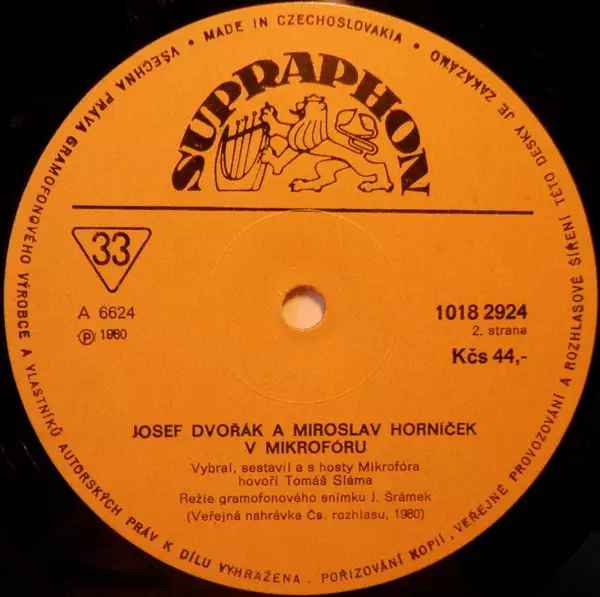 VŠECHNA PRÁVA GRAMOFONOVÉHO VÝROBCE A VLASTNÍKŮ AUTORSKÝCH PRÁV K DÍLU VYHRAŽENA. POŘIZOVÁNÍ KOPIÍ, VEŘEJNÉ PROVOZOVÁNÍ A ROZHLASOVÉ ŠÍŘENÍ TÉTO DESKY JE ZAKÁZÁNO • MADE IN CZECHOSLOVAKIA •
SUPRAPHON
33
A 6624
Ⓟ 1980
1018 2924
2. strana
Kčs 44,-
JOSEF DVOŘÁK A MIROSLAV HORNÍČEK
V MIKROFÓRU
Vybral, sestavil a s hosty Mikrofóra
hovoří Tomáš Sláma
Režie gramofonového snímku J. Šrámek
(Veřejná nahrávka Čs. rozhlasu, 1980)